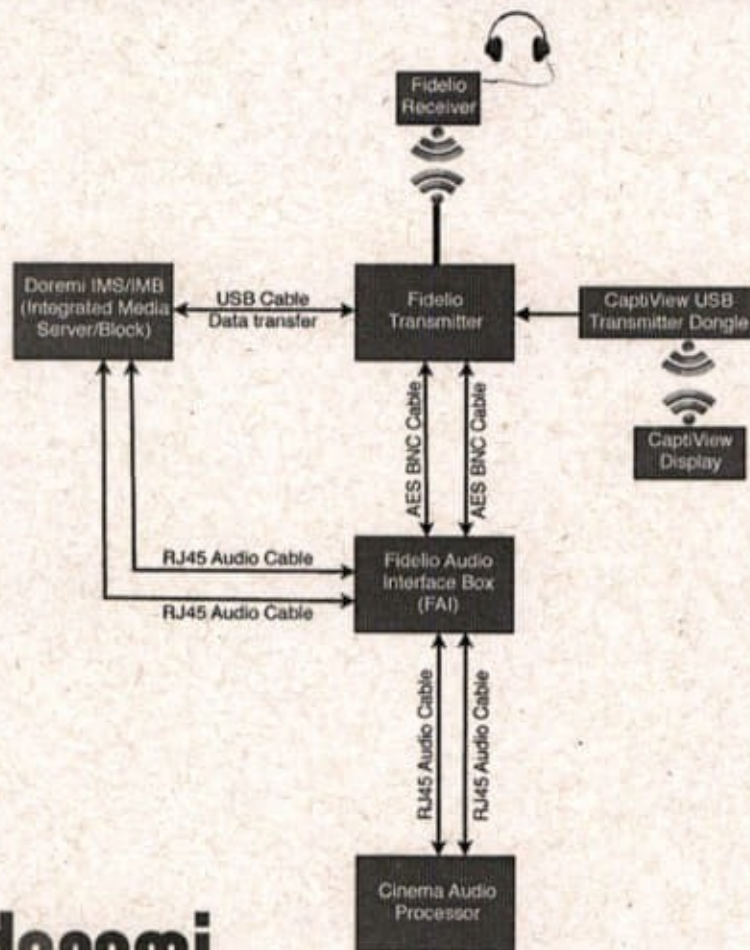 Fidelio
Receiver
Doremi IMS/IMB
(Integrated Media
Server/Block)
USB Cable
Data transfer
Fidelio
Transmitter
CaptiView USB
Transmitter Dongle
CaptiView
Display
AES BNC Cable
AES BNC Cable
RJ45 Audio Cable
RJ45 Audio Cable
Fidelio Audio
Interface Box
(FAI)
RJ45 Audio Cable
RJ45 Audio Cable
Cinema Audio
Processor